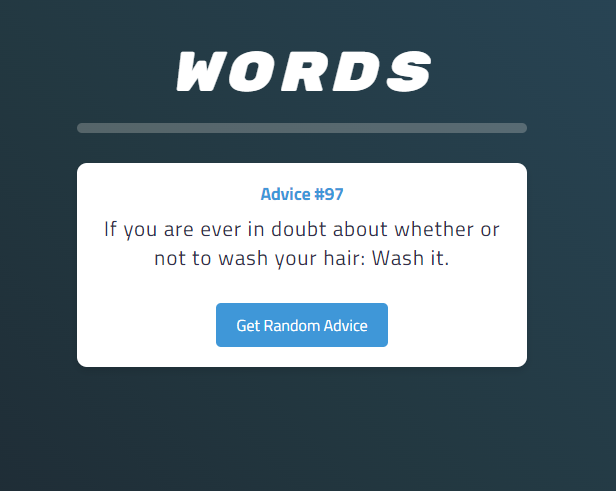 WORDS
Advice #97
If you are ever in doubt about whether or
not to wash your hair: Wash it.
Get Random Advice